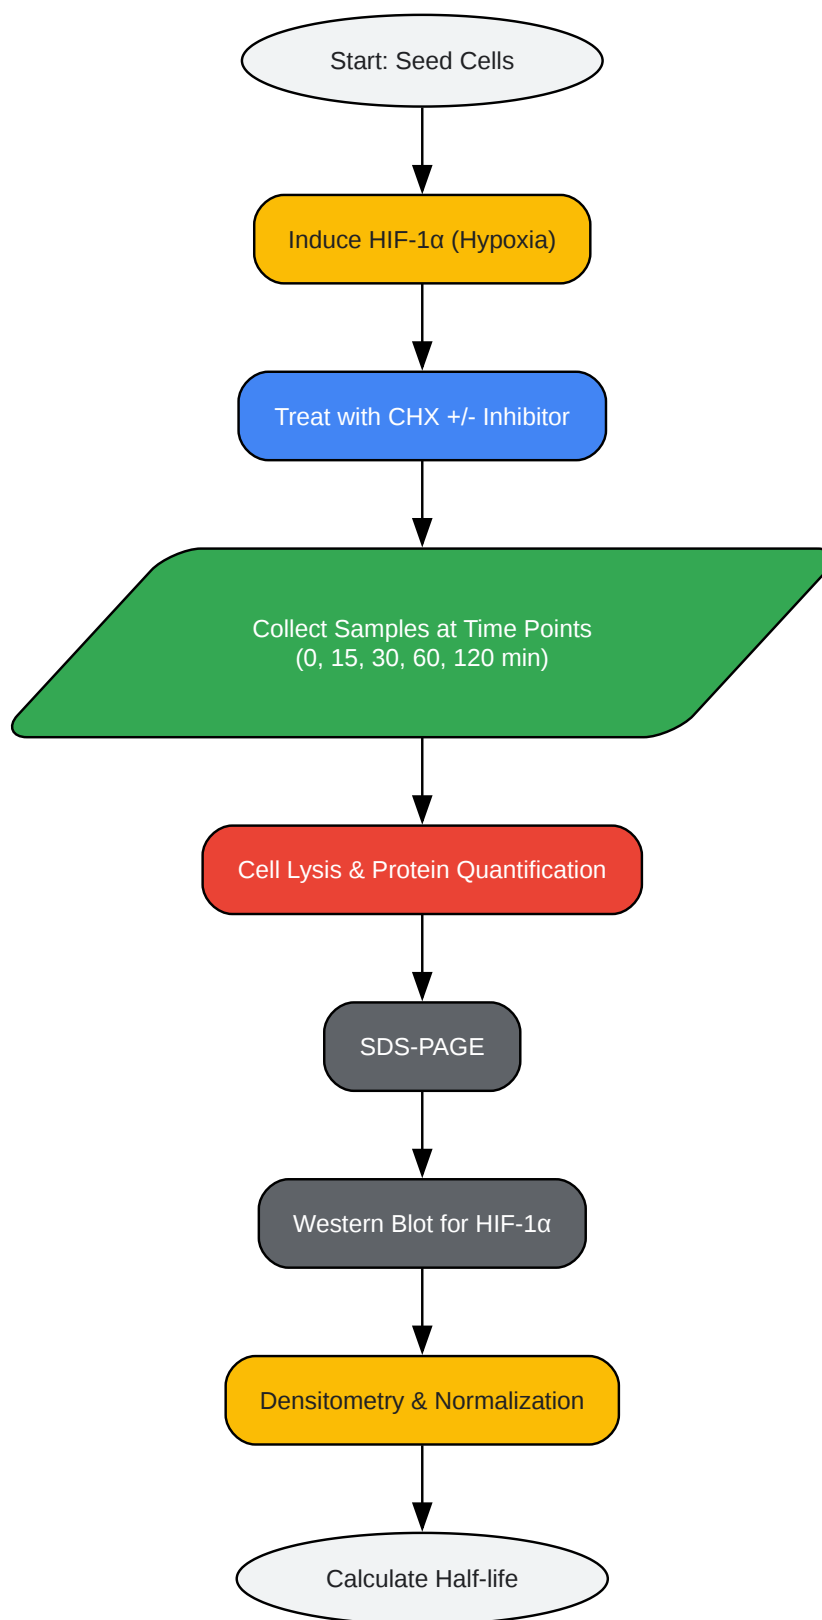 Start: Seed Cells
Induce HIF-1α (Hypoxia)
Treat with CHX +/- Inhibitor
Collect Samples at Time Points
(0, 15, 30, 60, 120 min)
Cell Lysis & Protein Quantification
SDS-PAGE
Western Blot for HIF-1α
Densitometry & Normalization
Calculate Half-life